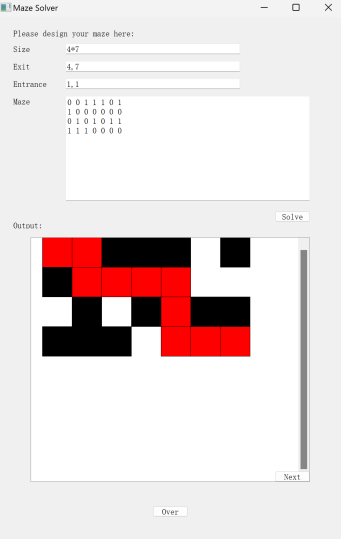 Maze Solver
Please design your maze here:
Size 4*7
Exit 4,7
Entrance 1,1
Maze 0 0 1 1 1 0 1
1 0 0 0 0 0 0
0 1 0 1 0 1 1
1 1 1 0 0 0 0
Solve
Output:
Next
Over